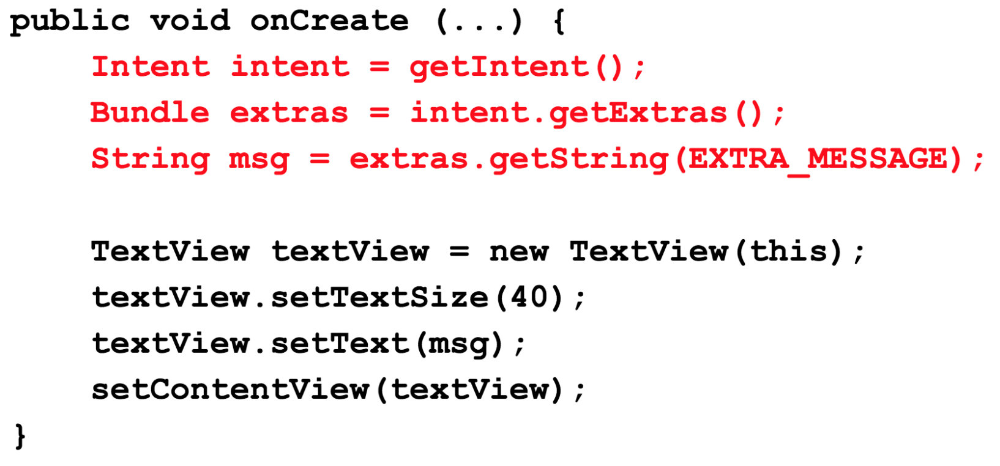 public void onCreate (...) {
Intent intent = getIntent();
Bundle extras = intent.getExtras();
String msg = extras.getString(EXTRA_MESSAGE);
TextView textView = new TextView(this);
textView.setTextSize(40);
textView.setText(msg);
setContentView(textView);
}